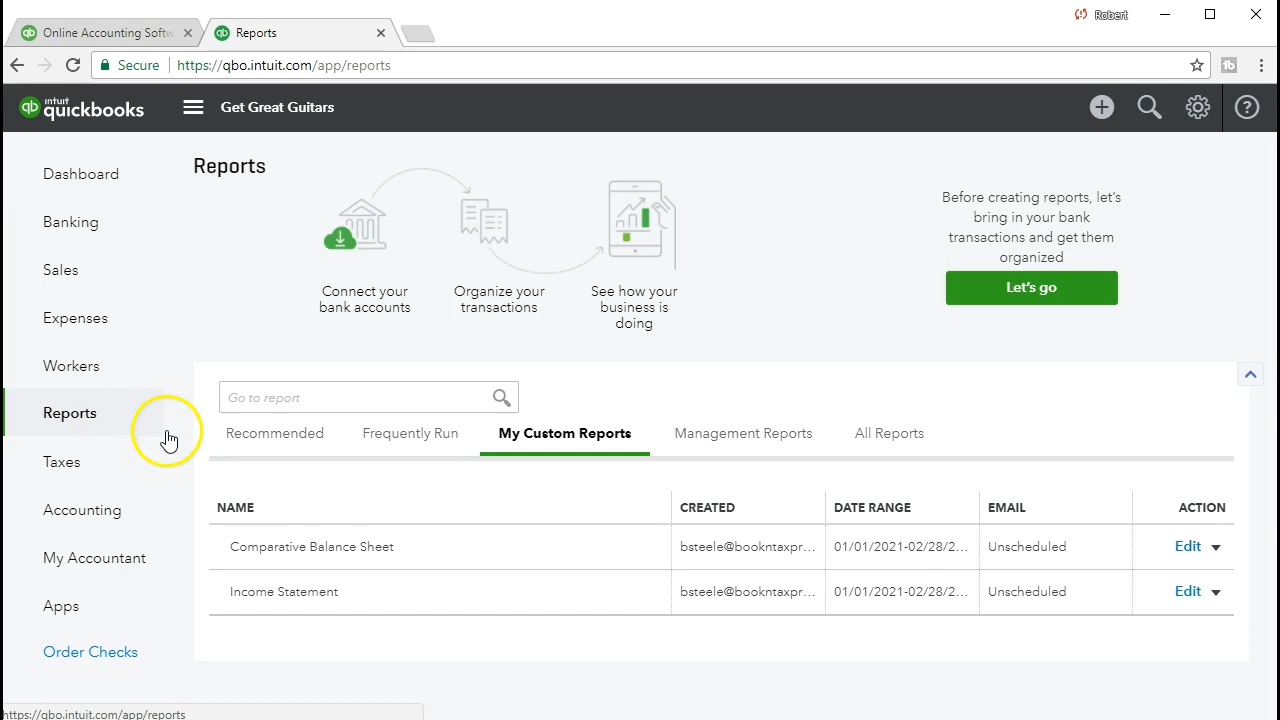 Robert
Online Accounting Softw
Reports
Secure
https://qbo.intuit.com/app/reports
intuit
quickbooks
Get Great Guitars
Dashboard
Banking
Sales
Expenses
Workers
Reports
Taxes
Accounting
My Accountant
Apps
Order Checks
Reports
Connect your
bank accounts
Organize your
transactions
See how your
business is
doing
Before creating reports, let's
bring in your bank
transactions and get them
organized
Let's go
Go to report
Recommended Frequently Run My Custom Reports Management Reports All Reports
NAME CREATED DATE RANGE EMAIL ACTION
Comparative Balance Sheet bsteele@bookntaxpr... 01/01/2021-02/28/2... Unscheduled Edit
Income Statement bsteele@bookntaxpr... 01/01/2021-02/28/2... Unscheduled Edit
https://qbo.intuit.com/app/reports